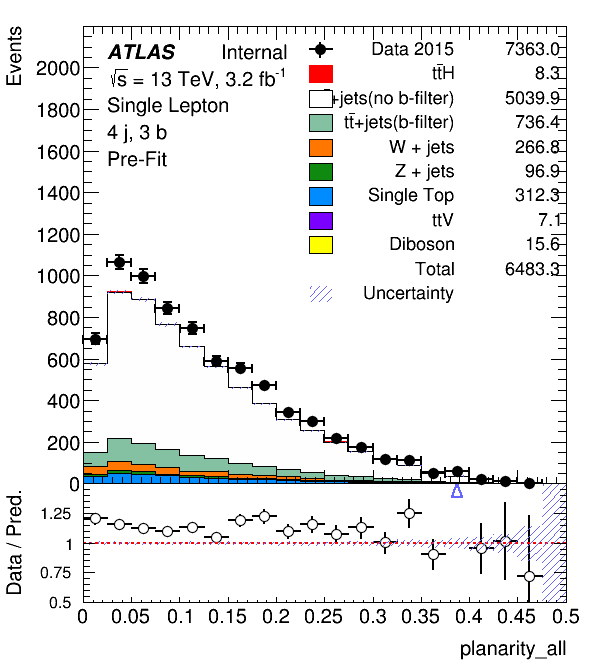 Events
2000
1800
1600
1400
1200
1000
800
600
400
200
0
ATLAS Internal
√s = 13 TeV, 3.2 fb-1
Single Lepton
4 j, 3 b
Pre-Fit
Data 2015 7363.0
tt̄H 8.3
+jets(no b-filter) 5039.9
tt̄+jets(b-filter) 736.4
W + jets 266.8
Z + jets 96.9
Single Top 312.3
ttV 7.1
Diboson 15.6
Total 6483.3
Uncertainty
Data / Pred.
1.25
1
0.75
0.5
0 0.05 0.1 0.15 0.2 0.25 0.3 0.35 0.4 0.45 0.5
planarity_all